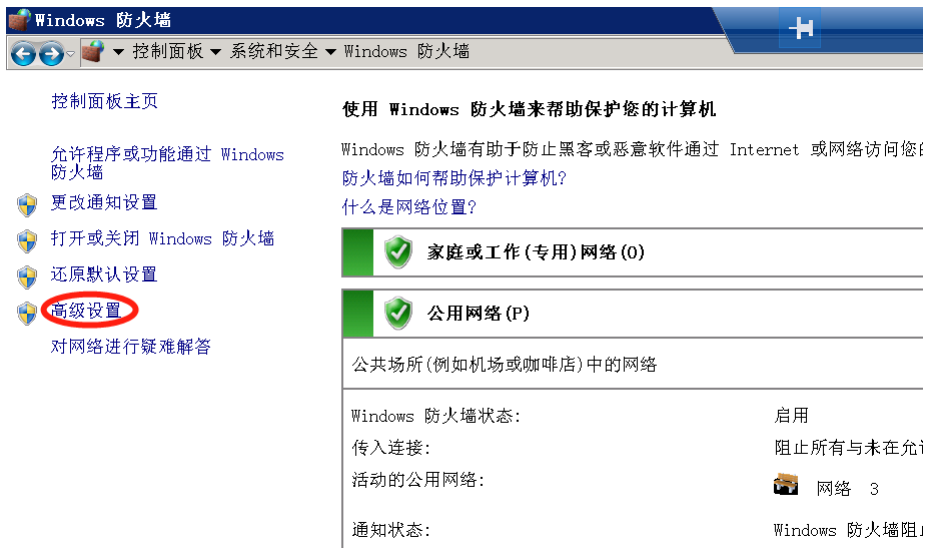 Windows 防火墙
控制面板 系统和安全 Windows 防火墙
控制面板主页
允许程序或功能通过 Windows
防火墙
更改通知设置
打开或关闭 Windows 防火墙
还原默认设置
高级设置
对网络进行疑难解答
使用 Windows 防火墙来帮助保护您的计算机
Windows 防火墙有助于防止黑客或恶意软件通过 Internet 或网络访问您
防火墙如何帮助保护计算机?
什么是网络位置?
家庭或工作(专用)网络(O)
公用网络(P)
公共场所(例如机场或咖啡店)中的网络
Windows 防火墙状态: 启用
传入连接: 阻止所有与未在允
活动的公用网络: 网络 3
通知状态: Windows 防火墙阻